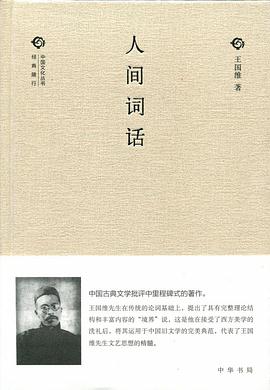 人间词话
王国维 著
中国文化丛书
经典随行
中国古典文学批评中里程碑式的著作。
王国维先生在传统的论词基础上，提出了具有完整理论结
构和丰富内容的“境界”说，这是他在接受了西方美学的
洗礼后，将其运用于中国旧文学的完美典范，代表了王国
维先生文艺思想的精髓。
中华书局